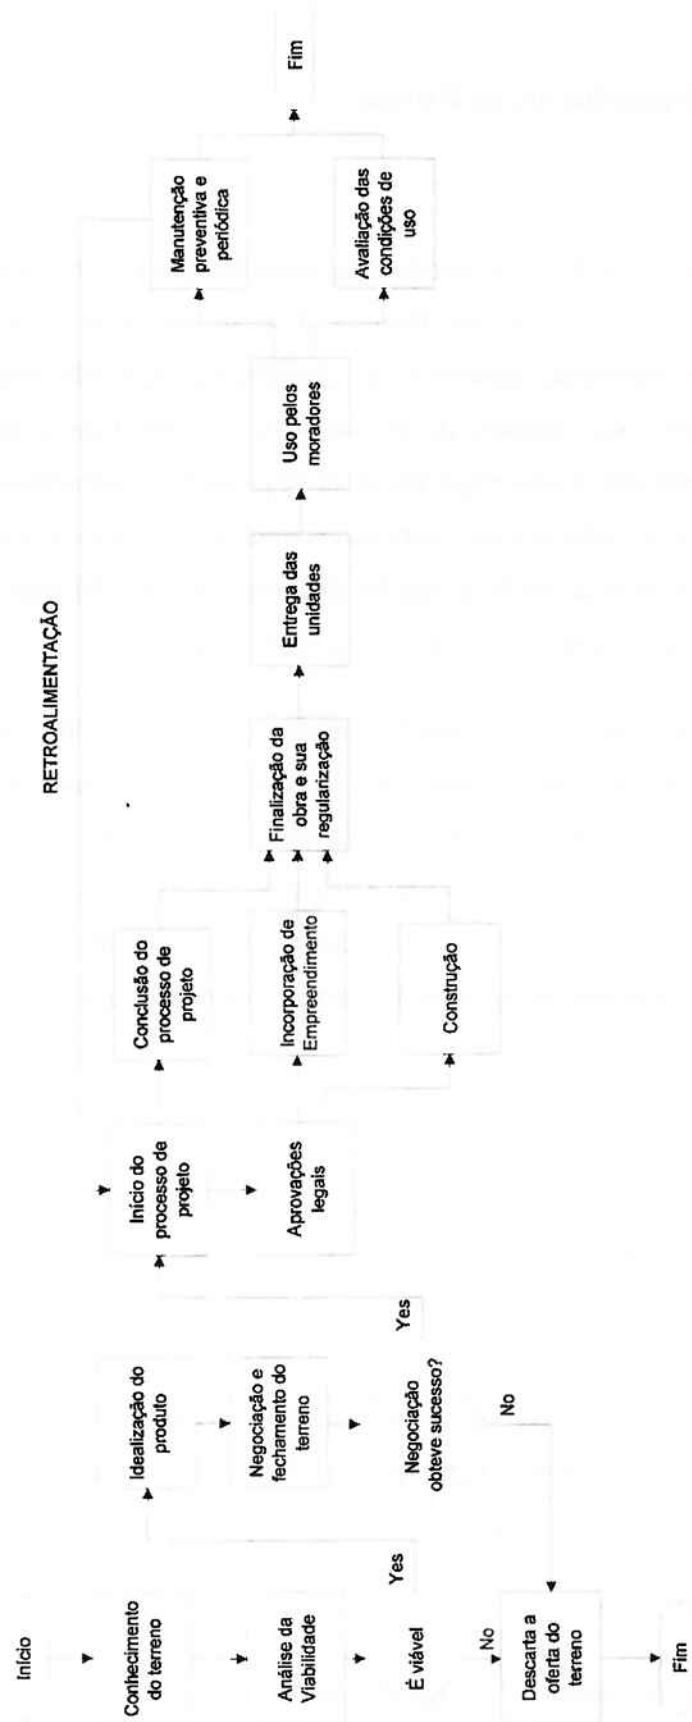 RETROALIMENTAÇÃO
Início
Conhecimento
do terreno
Análise da
Viabilidade
É viável
Yes
No
Descarta a
oferta do
terreno
Fim
Idealização do
produto
Negociação e
fechamento do
terreno
Negociação
obteve sucesso?
Yes
No
Início do
processo de
projeto
Aprovações
legais
Conclusão do
processo de
projeto
Incorporação de
Empreendimento
Construção
Finalização da
obra e sua
regularização
Entrega das
unidades
Uso pelos
moradores
Manutenção
preventiva e
periódica
Avaliação das
condições de
uso
Fim